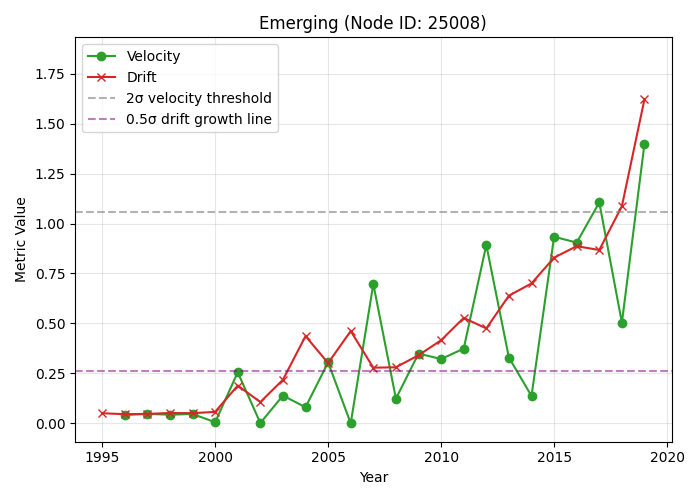 Emerging (Node ID: 25008)
Velocity
Drift
2σ velocity threshold
0.5σ drift growth line
Metric Value
1.75
1.50
1.25
1.00
0.75
0.50
0.25
0.00
1995 2000 2005 2010 2015 2020
Year